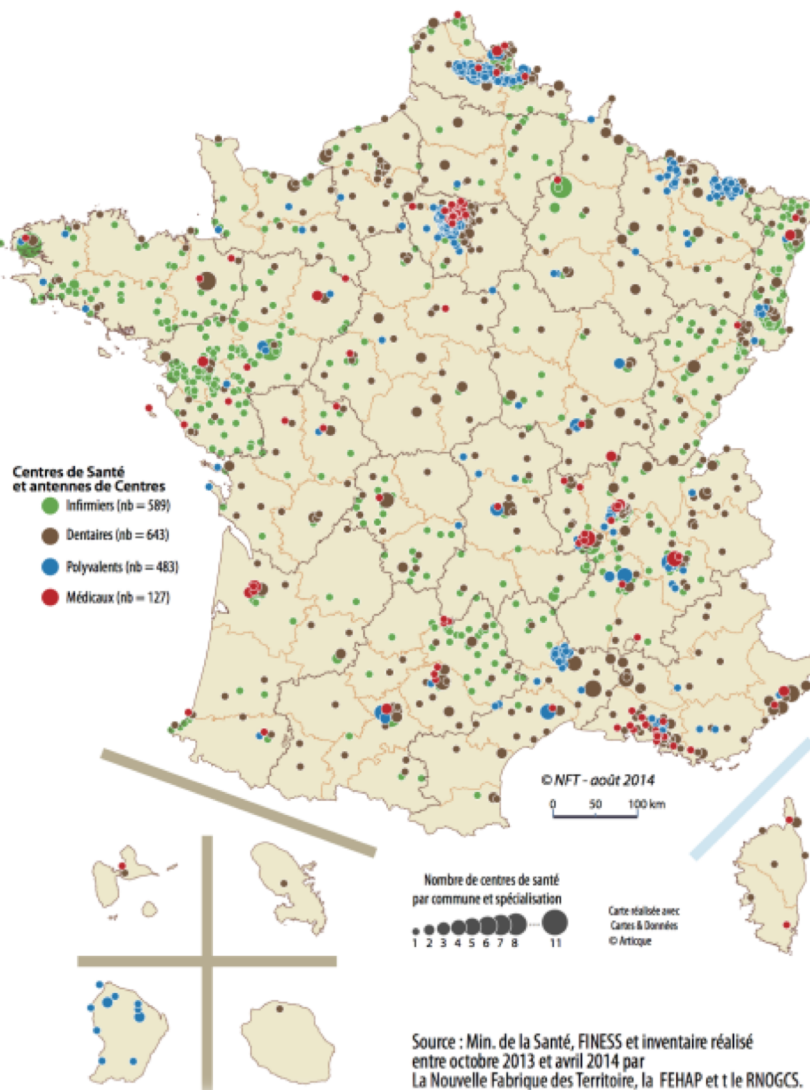 Centres de Santé
et antennes de Centres
Infirmiers (nb = 589)
Dentaires (nb = 643)
Polyvalents (nb = 483)
Médicaux (nb = 127)
© NFT - août 2014
0 50 100 km
Nombre de centres de santé
par commune et spécialisation
1 2 3 4 5 6 7 8 11
Carte réalisée avec
Cartes & Données
© Articque
Source : Min. de la Santé, FINESS et inventaire réalisé
entre octobre 2013 et avril 2014 par
La Nouvelle Fabrique des Territoire, la FEHAP et t le RNOGCS.